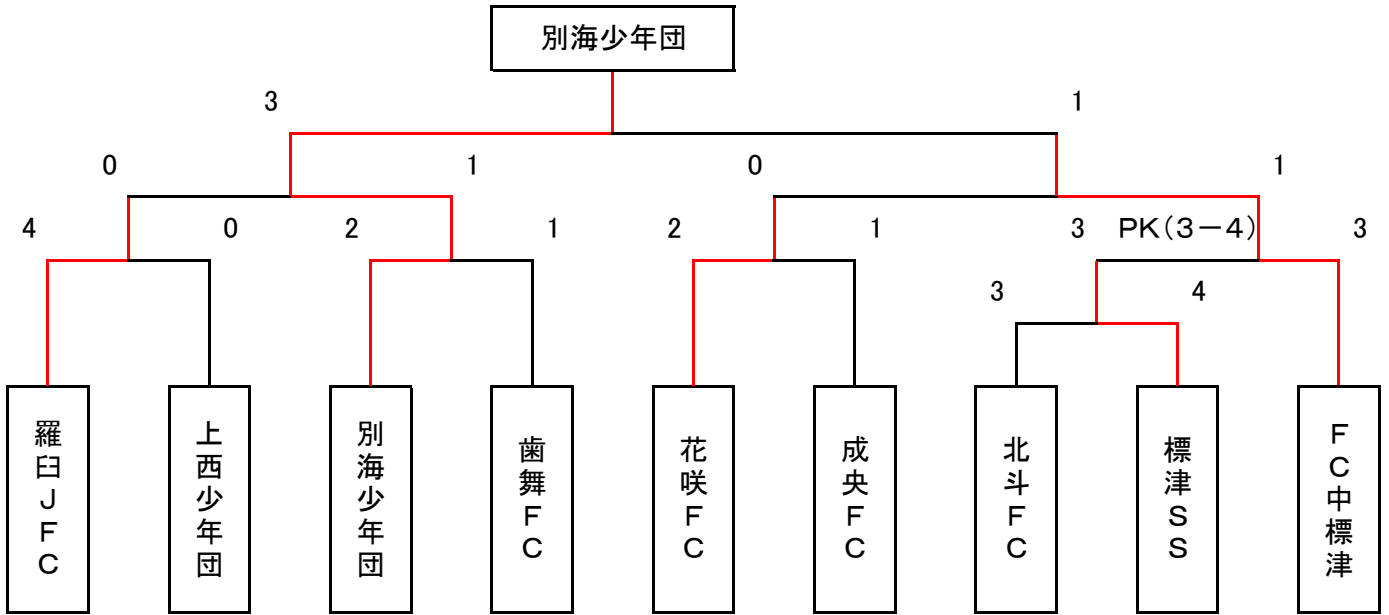 別海少年団
3 1
0 1 0 1
4 0 2 1 2 1 3 PK(3-4) 3
3 4
羅臼JFC
上西少年団
別海少年団
歯舞FC
花咲FC
成央FC
北斗FC
標津SS
FC中標津